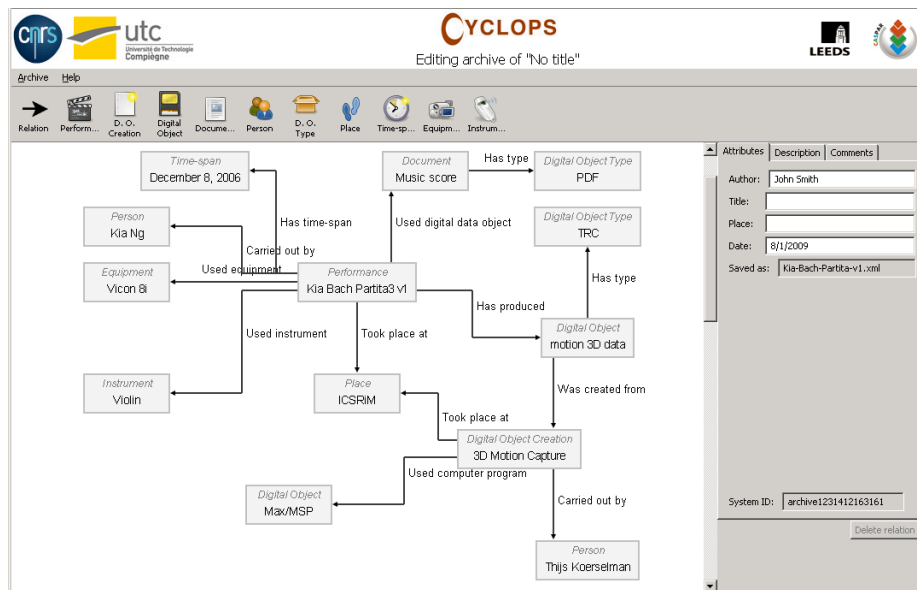 cnrs
utc
Université de Technologie
Compiègne
CYCLOPS
Editing archive of "No title"
LEEDS
CASPAR
Archive Help
Relation
Perform...
D. O.
Creation
Digital
Object
Docume...
Person
D. O.
Type
Place
Time-sp...
Equipm...
Instrum...
Time-span
December 8, 2006
Document
Music score
Has type
Digital Object Type
PDF
Person
Kia Ng
Has time-span
Used digital data object
Digital Object Type
TRC
Carried out by
Equipment
Vicon 8i
Used equipment
Performance
Kia Bach Partita3 v1
Has type
Has produced
Used instrument
Took place at
Digital Object
motion 3D data
Instrument
Violin
Place
ICSRiM
Was created from
Took place at
Digital Object Creation
3D Motion Capture
Used computer program
Digital Object
Max/MSP
Carried out by
Person
Thijs Koerselman
Attributes Description Comments
Author: John Smith
Title:
Place:
Date: 8/1/2009
Saved as: Kia-Bach-Partita-v1.xml
System ID: archive1231412163161
Delete relation